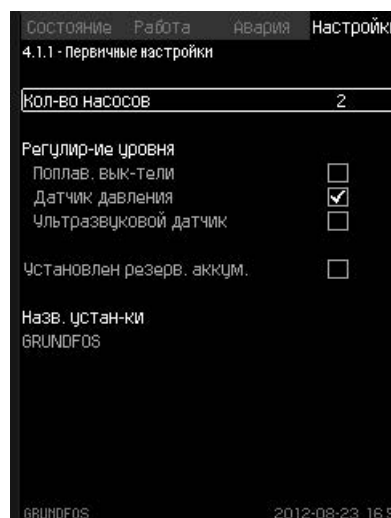 Состояние Работа Авария Настройки
4.1.1 - Первичные настройки
Кол-во насосов 2
Регулир-ие уровня
Поплав. вык-тели
Датчик давления
Ультразвуковой датчик
Установлен резерв. аккум.
Назв. устан-ки
GRUNDFOS
GRUNDFOS 2012-08-23 16: